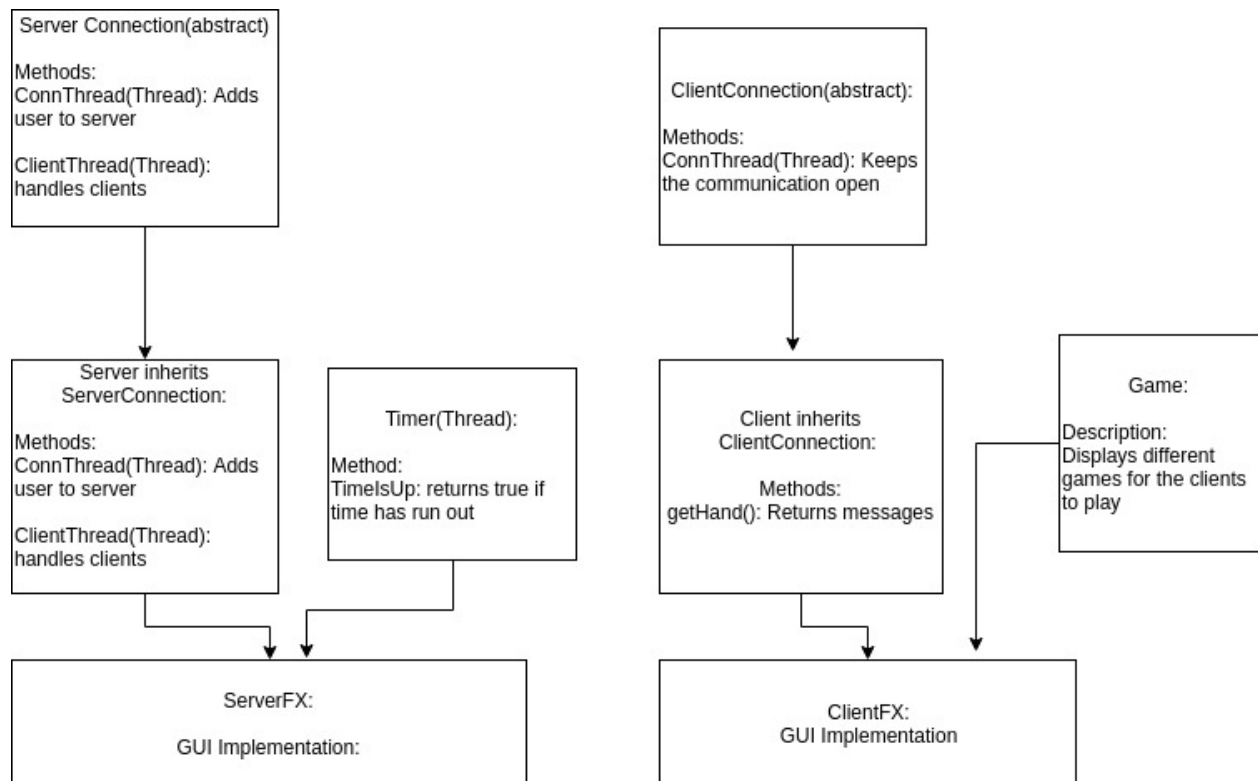 Server Connection(abstract)
Methods:
ConnThread(Thread): Adds
user to server
ClientThread(Thread):
handles clients
ClientConnection(abstract):
Methods:
ConnThread(Thread): Keeps
the communication open
Server inherits
ServerConnection:
Methods:
ConnThread(Thread): Adds
user to server
ClientThread(Thread):
handles clients
Timer(Thread):
Method:
TimeIsUp: returns true if
time has run out
Client inherits
ClientConnection:
Methods:
getHand(): Returns messages
Game:
Description:
Displays different
games for the clients
to play
ServerFX:
GUI Implementation:
ClientFX:
GUI Implementation